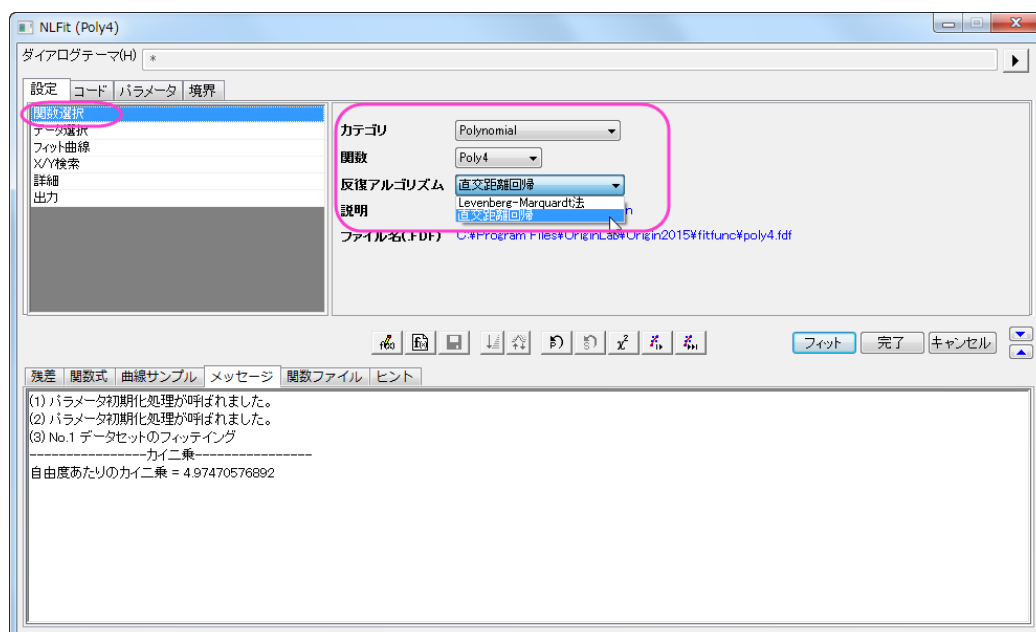 NLFit (Poly4)
ダイアログテーマ(H) *
設定 コード パラメータ 境界
関数選択
データ選択
フィット曲線
X/Y検索
詳細
出力
カテゴリ Polynomial
関数 Poly4
反復アルゴリズム 直交距離回帰
Levenberg-Marquardt法
説明 直交距離回帰 n
ファイル名(.FDF) C:¥Program Files¥OriginLab¥Origin2015¥fitfunc¥poly4.fdf
フィット 完了 キャンセル
残差 関数式 曲線サンプル メッセージ 関数ファイル ヒント
(1) パラメータ初期化処理が呼ばれました。
(2) パラメータ初期化処理が呼ばれました。
(3) No.1 データセットのフィッテイング
----------------カイ二乗----------------
自由度あたりのカイ二乗 = 4.97470576892